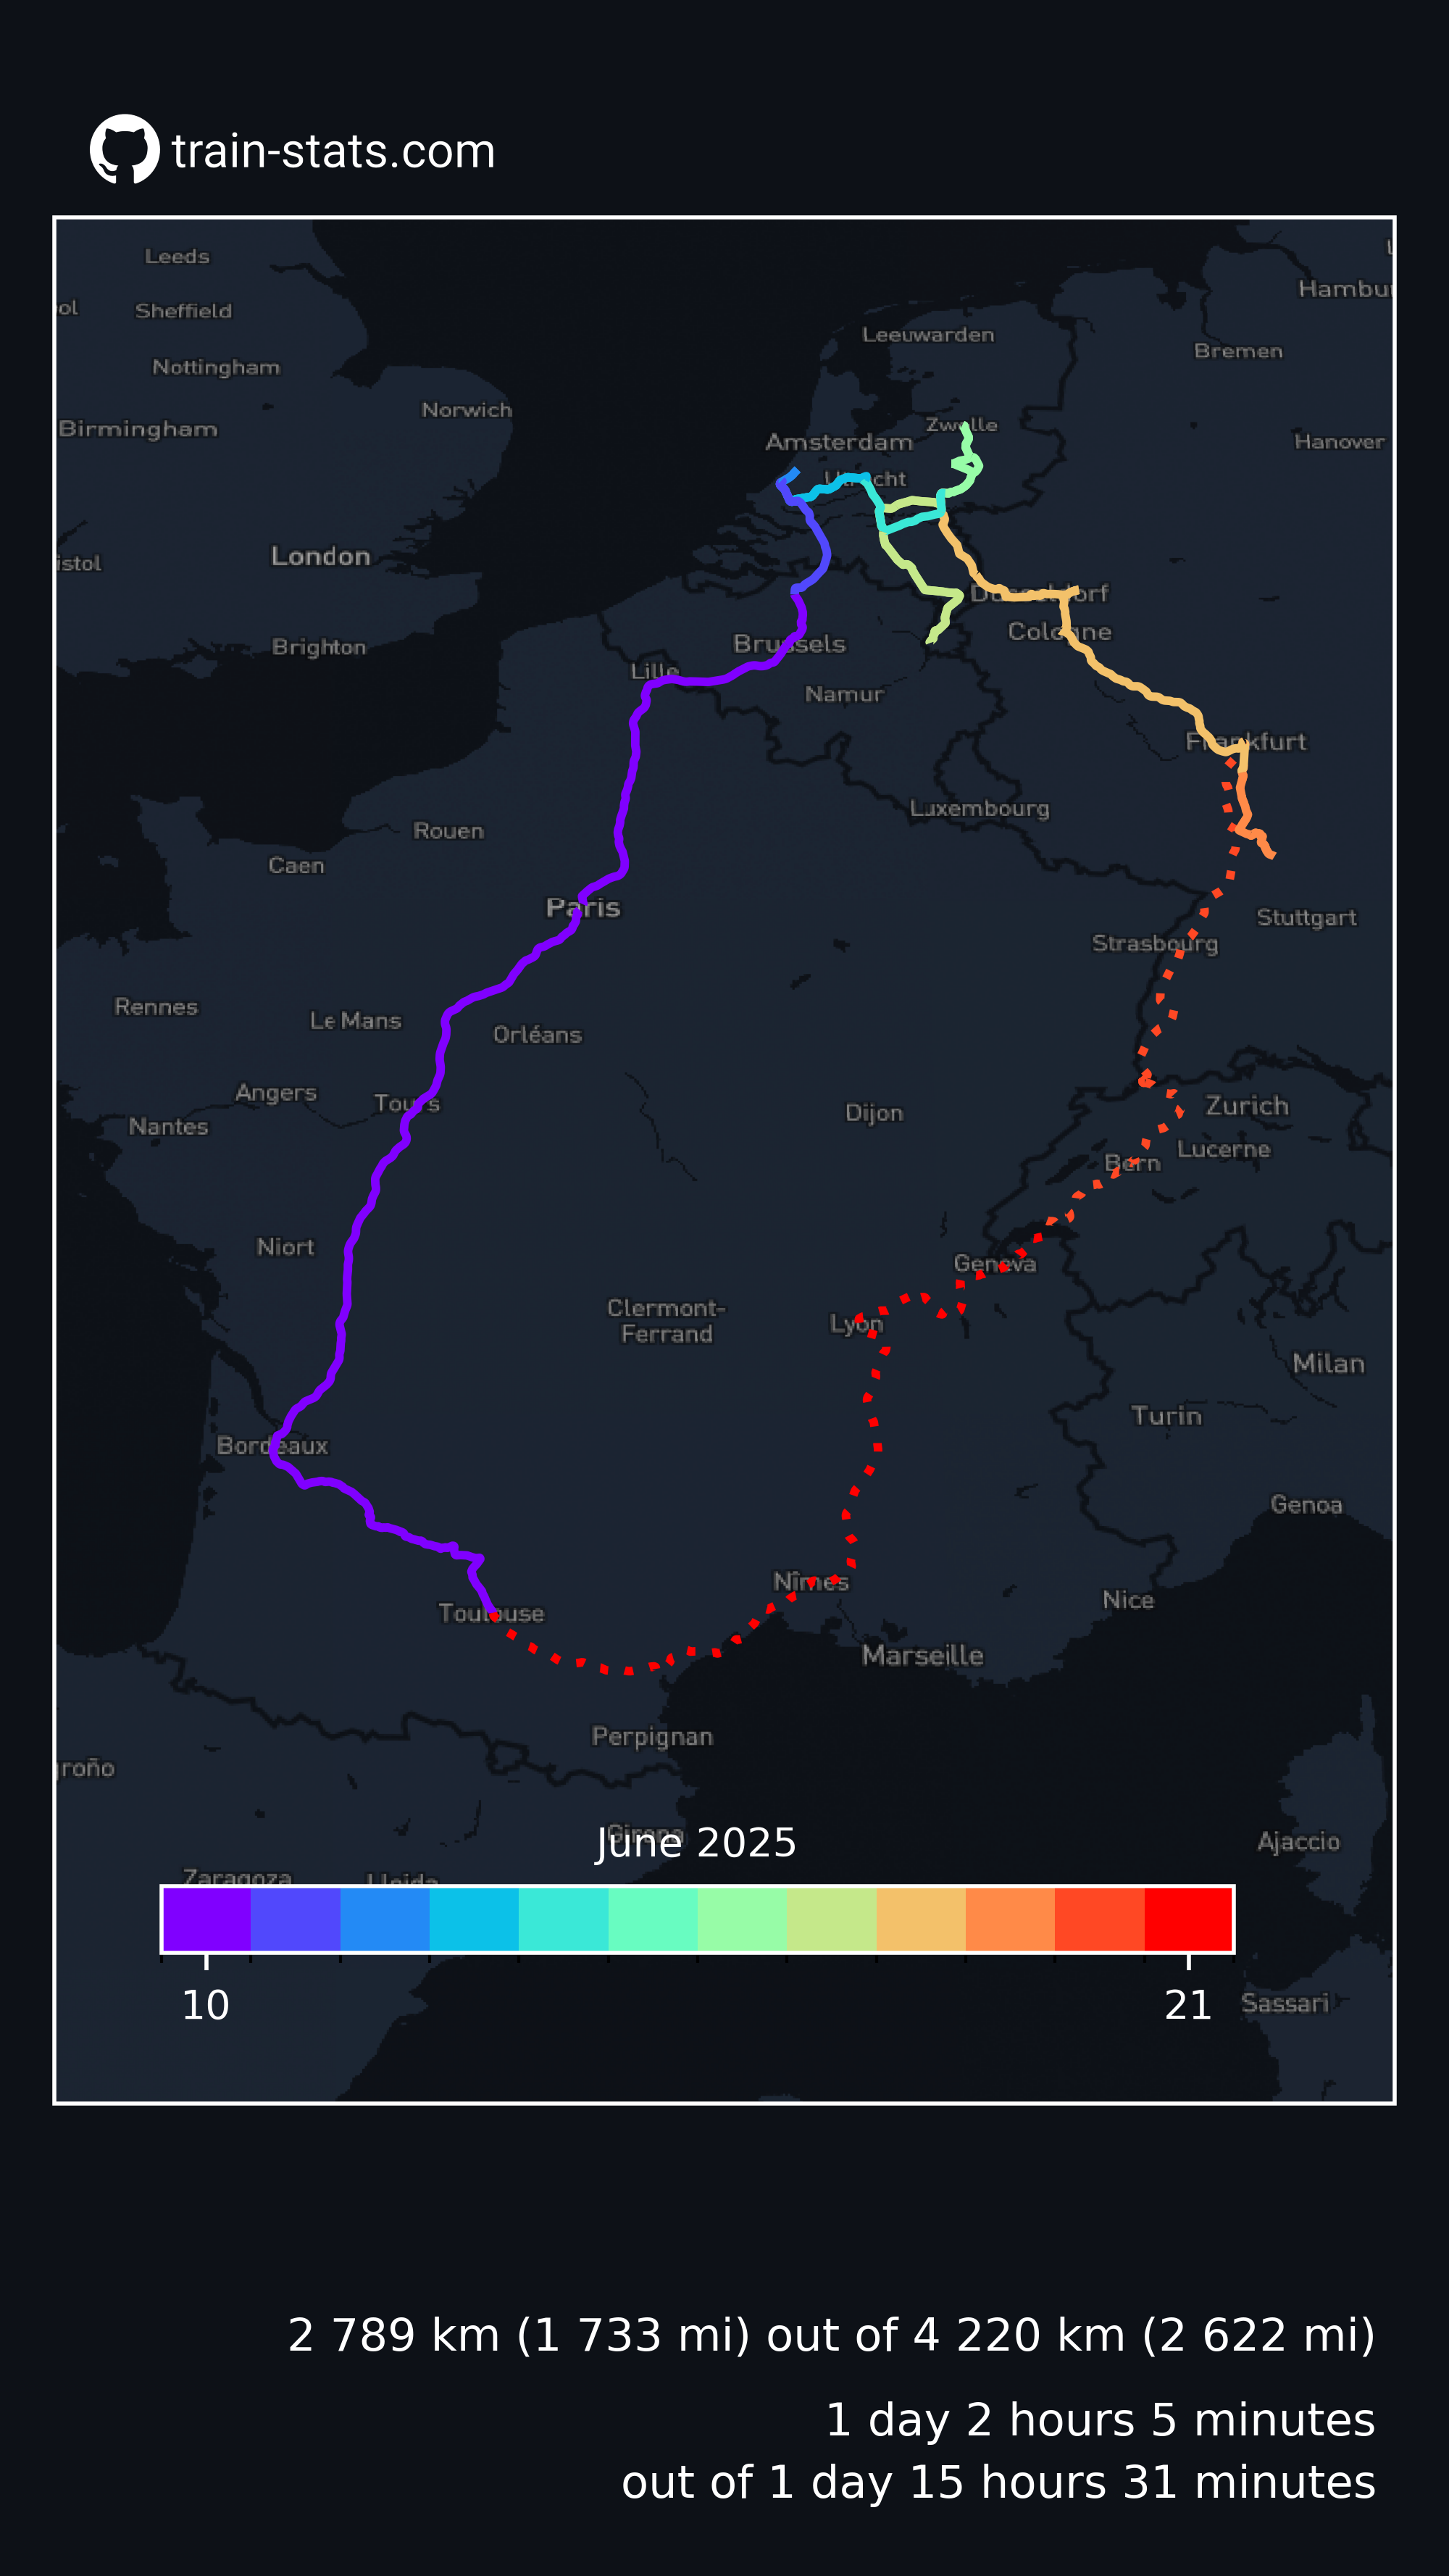 train-stats.com
Leeds
Hambu
ol
Sheffield
Leeuwarden
Bremen
Nottingham
Norwich
Zwolle
Birmingham
Amsterdam
Hanover
Utrecht
London
istol
Düsseldorf
Cologne
Brighton
Brussels
Lille
Namur
Frankfurt
Luxembourg
Rouen
Caen
Paris
Stuttgart
Strasbourg
Rennes
Le Mans
Orléans
Angers
Tours
Zurich
Nantes
Dijon
Lucerne
Bern
Niort
Geneva
Clermont-
Ferrand
Lyon
Milan
Turin
Bordeaux
Genoa
Nîmes
Nice
Toulouse
Marseille
Perpignan
groño
June 2025
Girona
Ajaccio
Zaragoza
Lleida
10
21
Sassari
2 789 km (1 733 mi) out of 4 220 km (2 622 mi)
1 day 2 hours 5 minutes
out of 1 day 15 hours 31 minutes